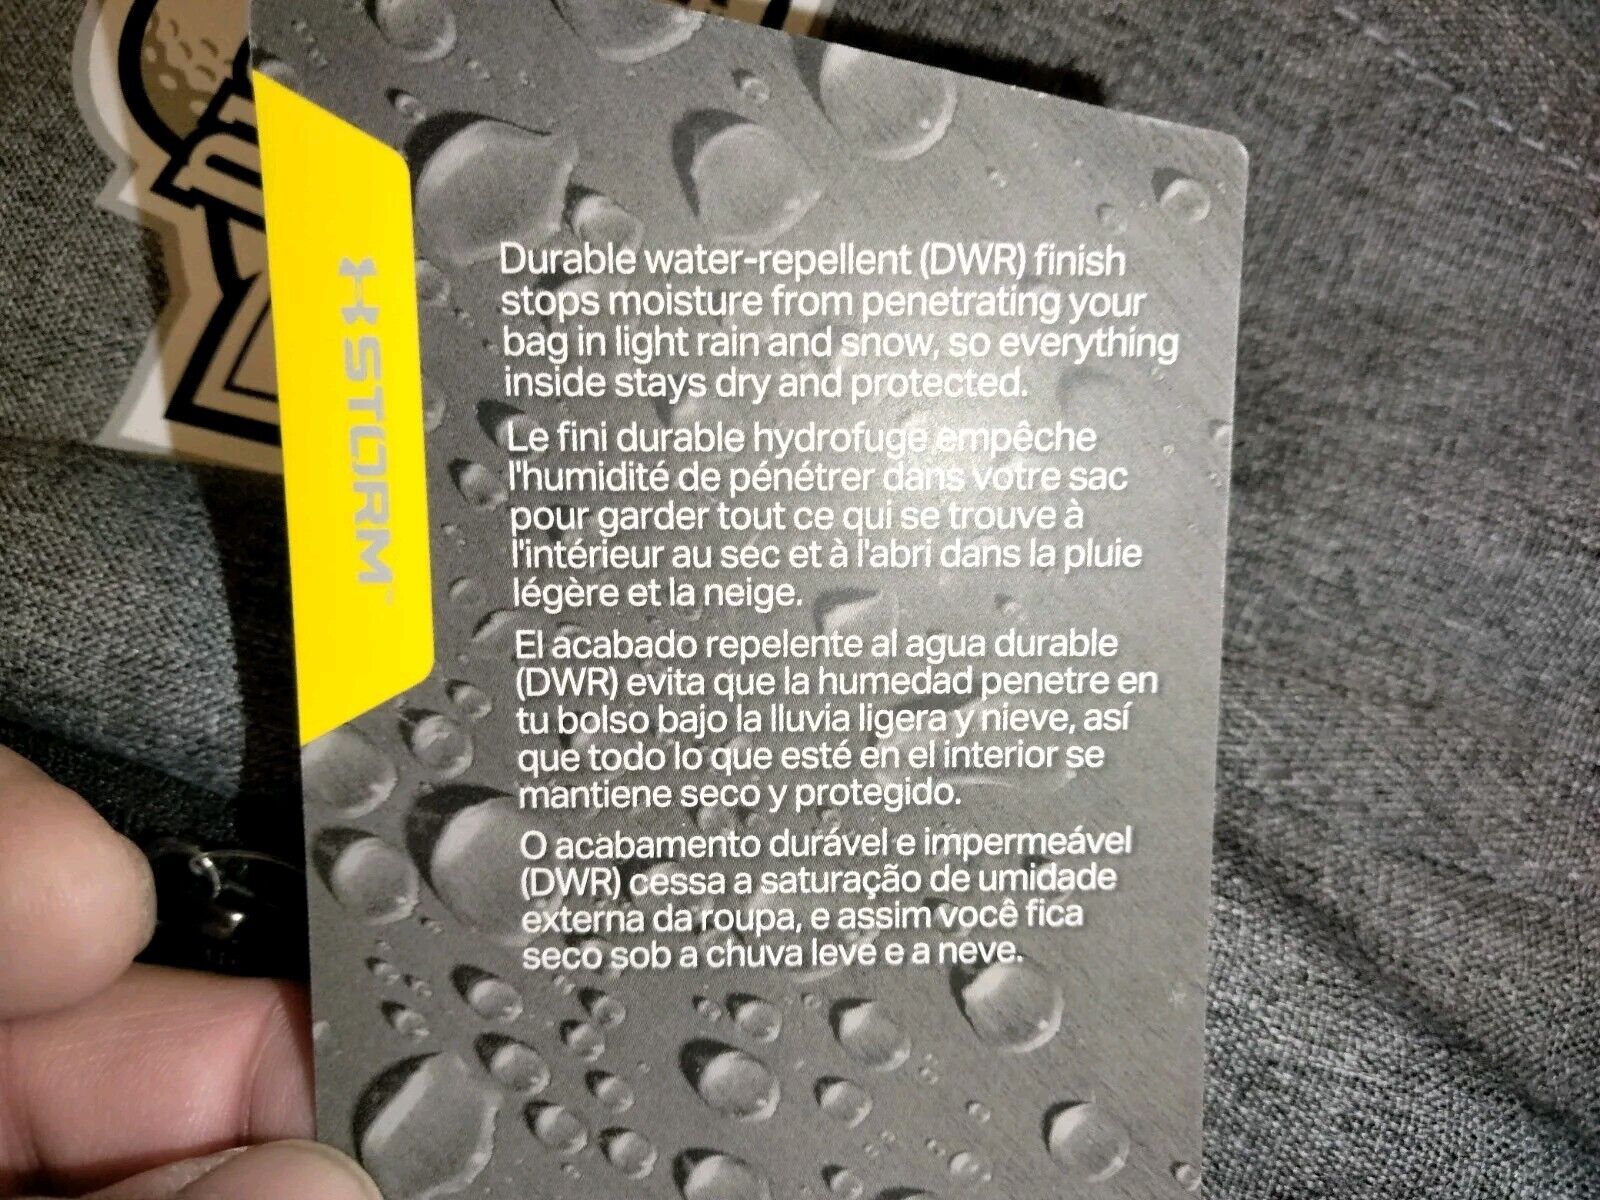 STORM
Durable water-repellent (DWR) finish
stops moisture from penetrating your
bag in light rain and snow, so everything
inside stays dry and protected.
Le fini durable hydrofuge empêche
l'humidité de pénétrer dans votre sac
pour garder tout ce qui se trouve à
l'intérieur au sec et à l'abri dans la pluie
légère et la neige.
El acabado repelente al agua durable
(DWR) evita que la humedad penetre en
tu bolso bajo la lluvia ligera y nieve, así
que todo lo que esté en el interior se
mantiene seco y protegido.
O acabamento durável e impermeável
(DWR) cessa a saturação de umidade
externa da roupa, e assim você fica
seco sob a chuva leve e a neve.